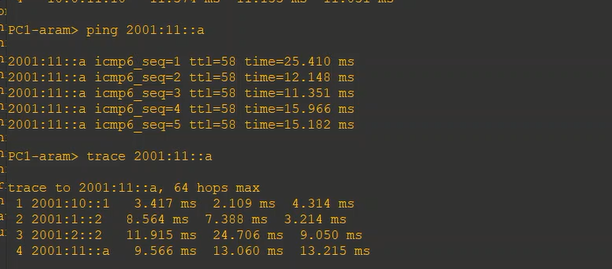 PC1-aram> ping 2001:11::a
2001:11::a icmp6_seq=1 ttl=58 time=25.410 ms
2001:11::a icmp6_seq=2 ttl=58 time=12.148 ms
2001:11::a icmp6_seq=3 ttl=58 time=11.351 ms
2001:11::a icmp6_seq=4 ttl=58 time=15.966 ms
2001:11::a icmp6_seq=5 ttl=58 time=15.182 ms
PC1-aram> trace 2001:11::a
trace to 2001:11::a, 64 hops max
1 2001:10::1 3.417 ms 2.109 ms 4.314 ms
2 2001:1::2 8.564 ms 7.388 ms 3.214 ms
3 2001:2::2 11.915 ms 24.706 ms 9.050 ms
4 2001:11::a 9.566 ms 13.060 ms 13.215 ms